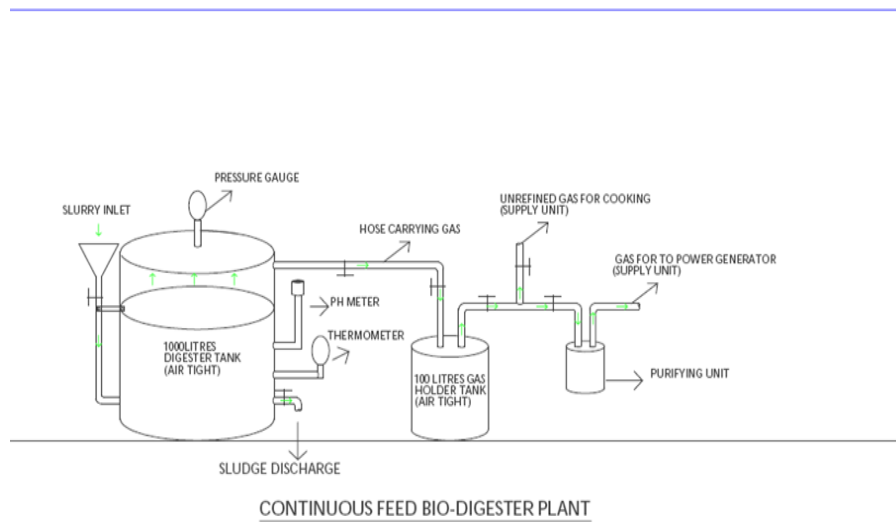 PRESSURE GAUGE
SLURRY INLET
UNREFINED GAS FOR COOKING
(SUPPLY UNIT)
HOSE CARRYING GAS
GAS FOR TO POWER GENERATOR
(SUPPLY UNIT)
PH METER
THERMOMETER
1000LITRES
DIGESTER TANK
(AIR TIGHT)
100 LITRES GAS
HOLDER TANK
(AIR TIGHT)
PURIFYING UNIT
SLUDGE DISCHARGE
CONTINUOUS FEED BIO-DIGESTER PLANT